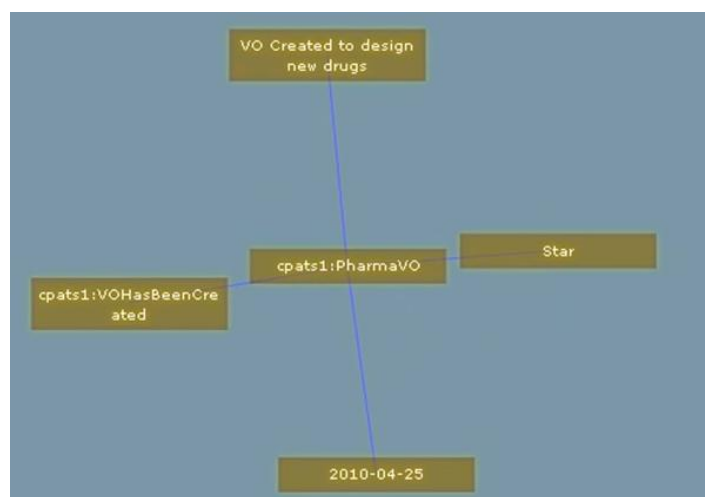 VO Created to design
new drugs
Star
cpats1:PharmaVO
cpats1:VOHasBeenCre
ated
2010-04-25